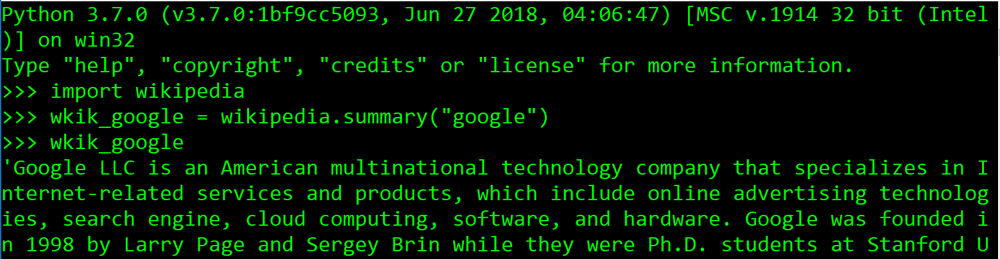 Python 3.7.0 (v3.7.0:1bf9cc5093, Jun 27 2018, 04:06:47) [MSC v.1914 32 bit (Intel
)] on win32
Type "help", "copyright", "credits" or "license" for more information.
>>> import wikipedia
>>> wkik_google = wikipedia.summary("google")
>>> wkik_google
'Google LLC is an American multinational technology company that specializes in I
nternet-related services and products, which include online advertising technolog
ies, search engine, cloud computing, software, and hardware. Google was founded i
n 1998 by Larry Page and Sergey Brin while they were Ph.D. students at Stanford U